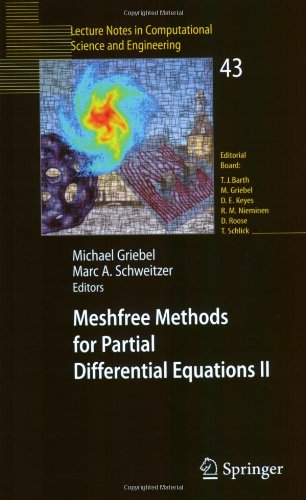 Lecture Notes in Computational
Science and Engineering
43
Editorial
Board:
T. J. Barth
M. Griebel
D. E. Keyes
R. M. Nieminen
D. Roose
T. Schlick
Michael Griebel
Marc A. Schweitzer
Editors
Meshfree Methods
for Partial
Differential Equations II
Springer